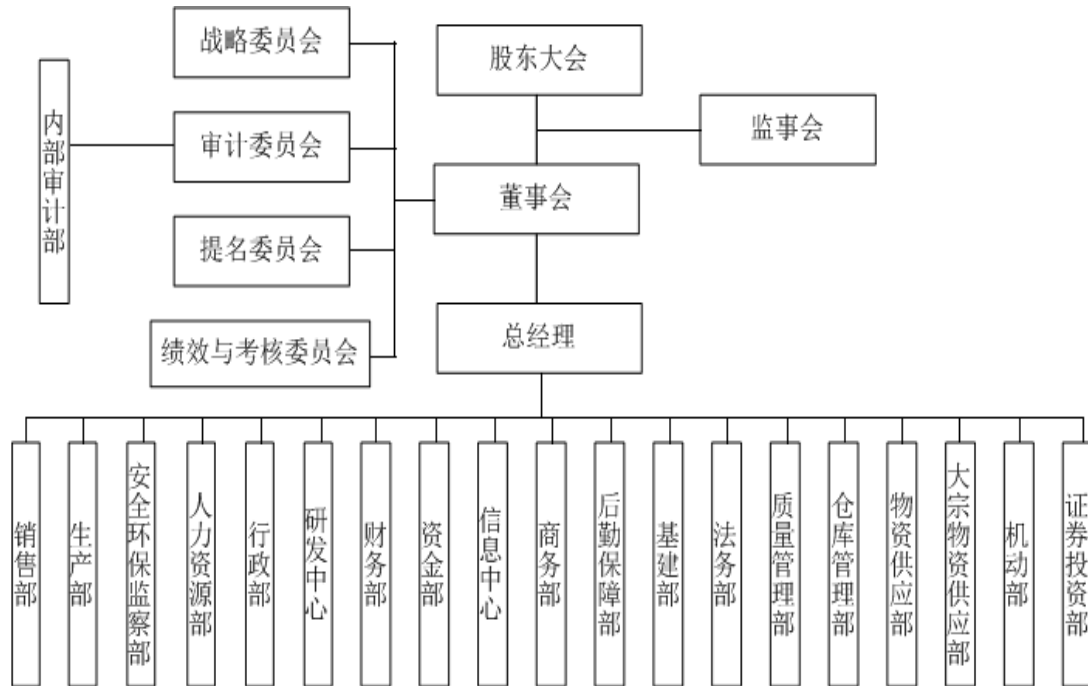 战略委员会
股东大会
内部审计部
审计委员会
监事会
董事会
提名委员会
总经理
绩效与考核委员会
销售部
生产部
安全环保监察部
人力资源部
行政部
研发中心
财务部
资金部
信息中心
商务部
后勤保障部
基建部
法务部
质量管理部
仓库管理部
物资供应部
大宗物资供应部
机动部
证券投资部